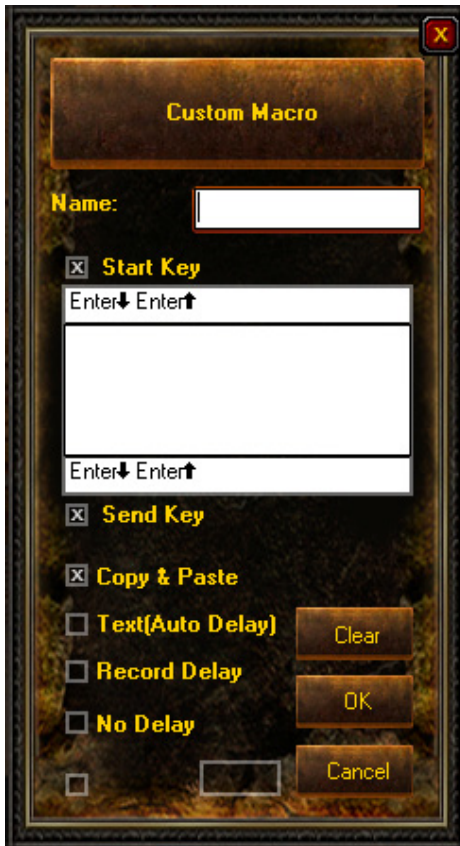 X
Custom Macro
Name:
X Start Key
Enter⬇ Enter⬆
Enter⬇ Enter⬆
X Send Key
X Copy & Paste
Text(Auto Delay)
Clear
Record Delay
OK
No Delay
Cancel